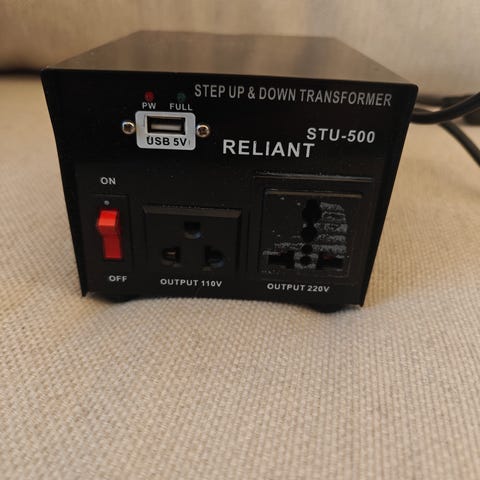 STEP UP & DOWN TRANSFORMER
PW FULL
STU-500
USB 5V
RELIANT
ON
OFF
OUTPUT 110V
OUTPUT 220V